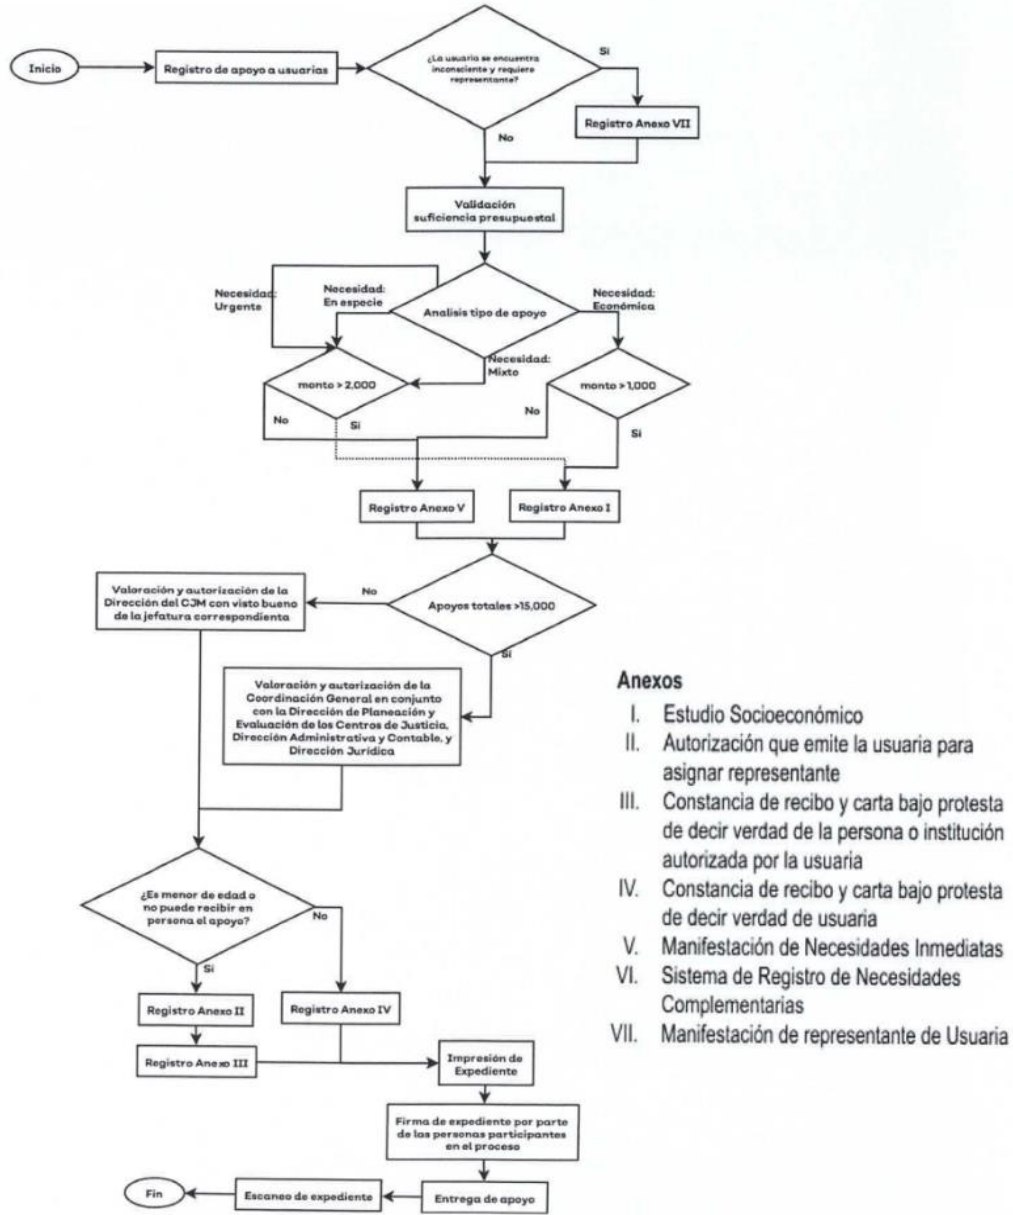 Inicio
Registro de apoyo a usuarias
¿La usuaria se encuentra
inconsciente y requiere
representante?
Si
Registro Anexo VII
No
Validación
suficiencia presupuestal
Necesidad:
Urgente
Necesidad:
En especie
Analisis tipo de apoyo
Necesidad:
Económica
Necesidad:
Mixto
monto > 2,000
monto > 1,000
No
Si
No
Si
Registro Anexo V
Registro Anexo I
Valoración y autorización de la
Dirección del CJM con visto bueno
de la jefatura correspondienta
No
Apoyos totales >15,000
Si
Valoración y autorización de la
Coordinación General en conjunto
con la Dirección de Planeación y
Evaluación de los Centros de Justicia,
Dirección Administrativa y Contable, y
Dirección Jurídica
¿Es menor de edad o
no puede recibir en
persona el apoyo?
No
Si
Registro Anexo II
Registro Anexo IV
Registro Anexo III
Impresión de
Expediente
Firma de expediente por parte
de las personas participantes
en el proceso
Entrega de apoyo
Escaneo de expediente
Fin
Anexos
I. Estudio Socioeconómico
II. Autorización que emite la usuaria para
asignar representante
III. Constancia de recibo y carta bajo protesta
de decir verdad de la persona o institución
autorizada por la usuaria
IV. Constancia de recibo y carta bajo protesta
de decir verdad de usuaria
V. Manifestación de Necesidades Inmediatas
VI. Sistema de Registro de Necesidades
Complementarias
VII. Manifestación de representante de Usuaria